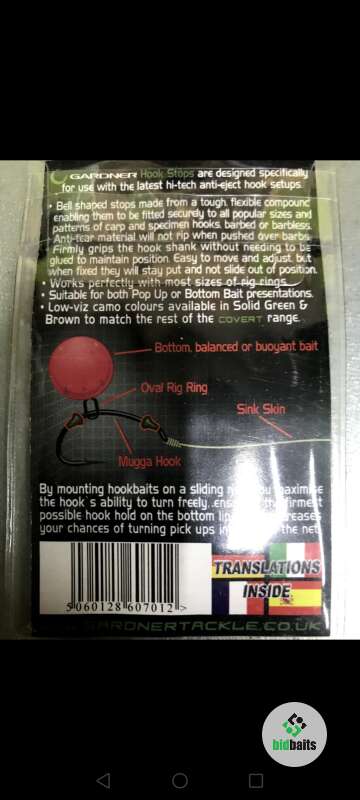 GARDNER Hook Stops are designed specifically
for use with the latest hi-tech anti-eject hook setups.
• Bell shaped stops made from a tough, flexible compound
enabling them to be fitted securely to all popular sizes and
patterns of carp and specimen hooks, barbed or barbless.
Anti-tear material will not rip when pushed over barbs.
Firmly grips the hook shank without needing to be
glued to maintain position. Easy to move and adjust, but
when fixed they will stay put and not slide out of position.
• Works perfectly with most sizes of rig rings.
• Suitable for both Pop Up or Bottom Bait presentations.
• Low-viz camo colours available in Solid Green &
Brown to match the rest of the COVERT range.
Bottom, balanced or buoyant bait
Oval Rig Ring
Sink Skin
Mugga Hook
By mounting hookbaits on a sliding maximise
the hook's ability to turn freely, firmest
possible hook hold on the bottom
your chances of turning pick ups the net.
TRANSLATIONS
INSIDE
5 060128 607012 >
GARDNERTACKLE.CO.UK
bidbaits